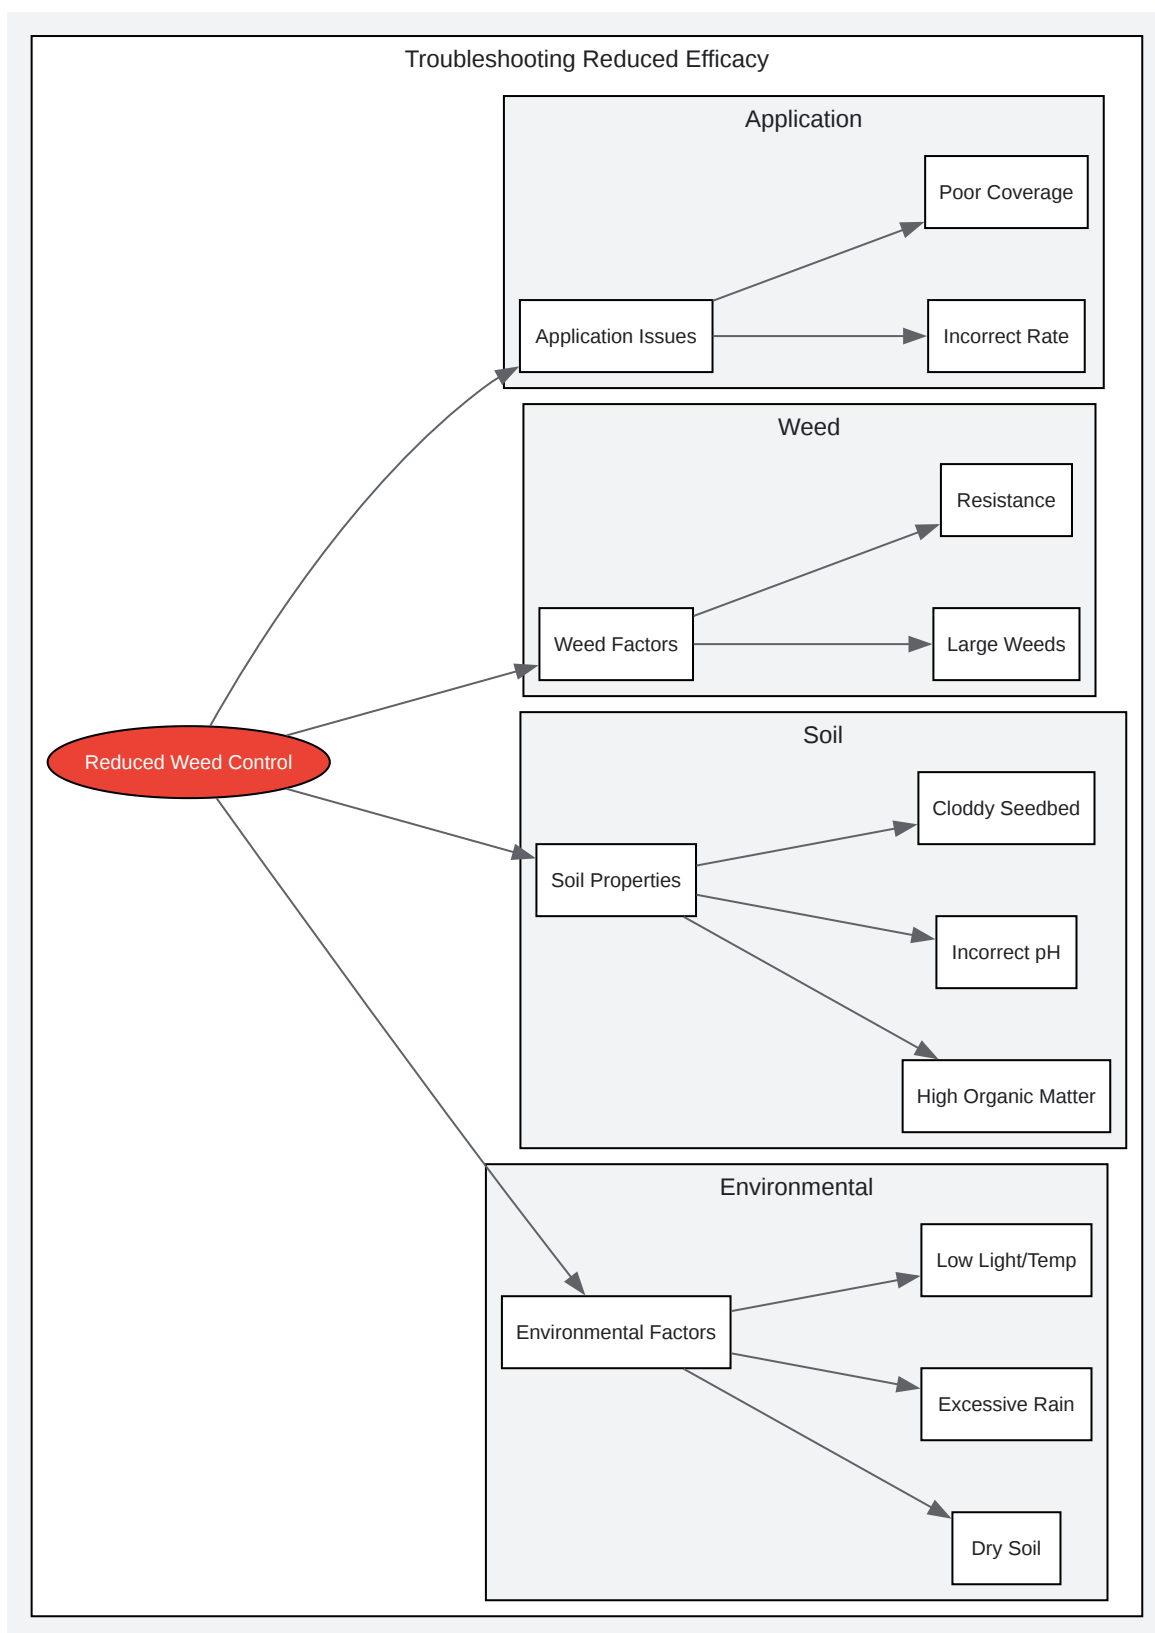 Troubleshooting Reduced Efficacy
Application
Poor Coverage
Application Issues
Incorrect Rate
Weed
Resistance
Weed Factors
Large Weeds
Reduced Weed Control
Soil
Cloddy Seedbed
Soil Properties
Incorrect pH
High Organic Matter
Environmental
Low Light/Temp
Environmental Factors
Excessive Rain
Dry Soil